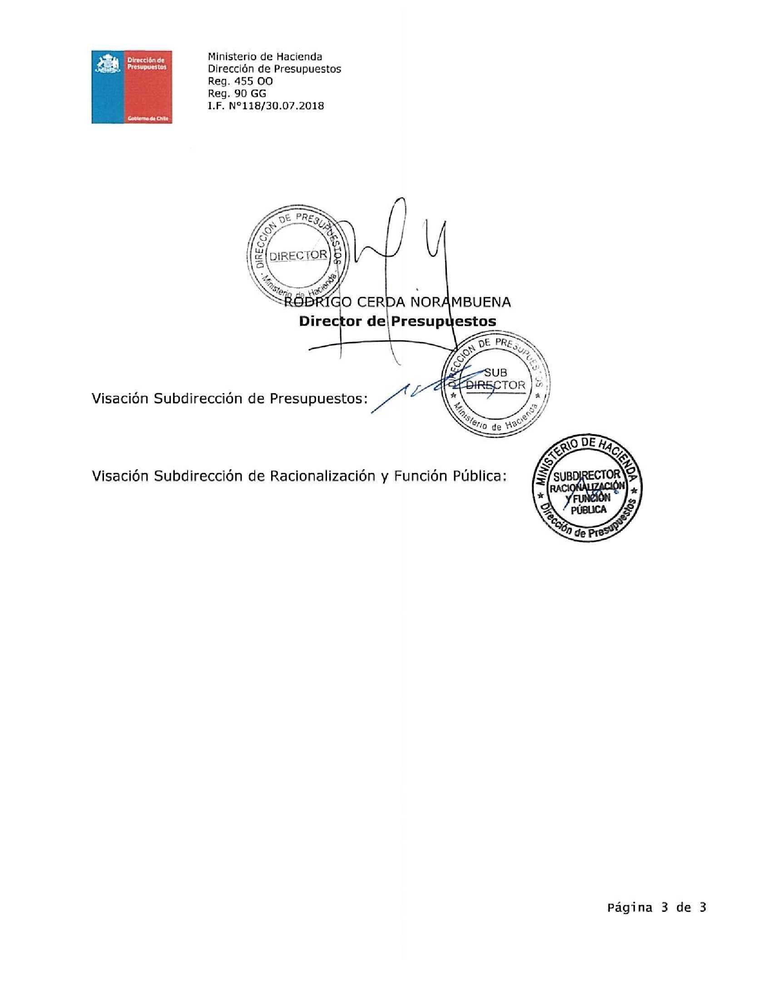 Dirección de
Presupuestos
Gobierno de Chile
Ministerio de Hacienda
Dirección de Presupuestos
Reg. 455 OO
Reg. 90 GG
I.F. N°118/30.07.2018
DIRECCION DE PRESUPUESTOS
DIRECTOR
- Ministerio de Hacienda -
RODRIGO CERDA NORAMBUENA
Director de Presupuestos
DIRECCION DE PRESUPUESTOS
SUB
DIRECTOR
★ Ministerio de Hacienda ★
Visación Subdirección de Presupuestos:
MINISTERIO DE HACIENDA
SUBDIRECTOR
RACIONALIZACIÓN
Y FUNCIÓN
PÚBLICA
★ Dirección de Presupuestos ★
Visación Subdirección de Racionalización y Función Pública:
Página 3 de 3